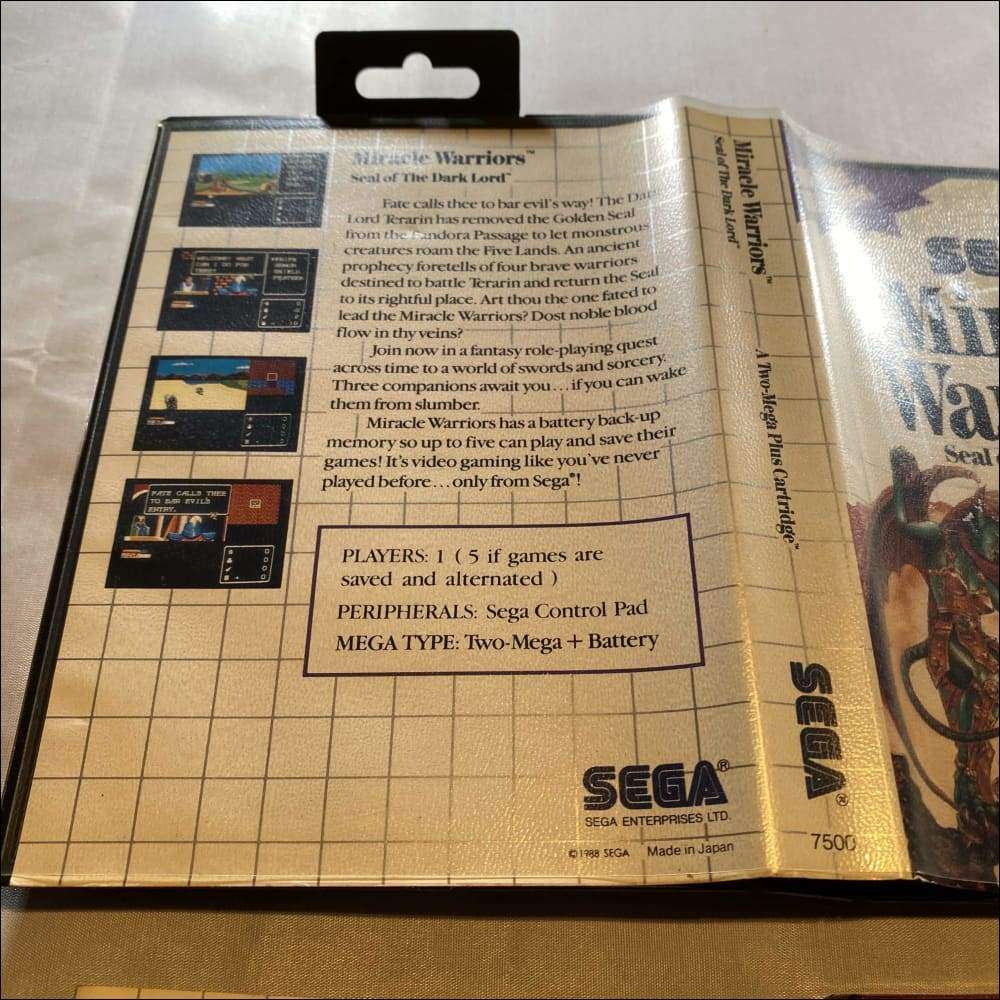 Miracle Warriors™
Seal of The Dark Lord™
Fate calls thee to bar evil's way! The Dark
Lord Terarin has removed the Golden Seal
from the Pandora Passage to let monstrous
creatures roam the Five Lands. An ancient
prophecy foretells of four brave warriors
destined to battle Terarin and return the Seal
to its rightful place. Art thou the one fated to
lead the Miracle Warriors? Dost noble blood
flow in thy veins?
Join now in a fantasy role-playing quest
across time to a world of swords and sorcery.
Three companions await you...if you can wake
them from slumber.
Miracle Warriors has a battery back-up
memory so up to five can play and save their
games! It's video gaming like you've never
played before...only from Sega®!
WELCOME! WHAT
CAN I DO FOR
FATE CALLS THEE
TO BAR EVIL'S
ENTRY.
PLAYERS: 1 ( 5 if games are
saved and alternated )
PERIPHERALS: Sega Control Pad
MEGA TYPE: Two-Mega + Battery
SEGA®
SEGA ENTERPRISES LTD.
© 1988 SEGA Made in Japan
Miracle Warriors™
Seal of The Dark Lord™
A Two-Mega Plus Cartridge™
SEGA®
7500
Seal